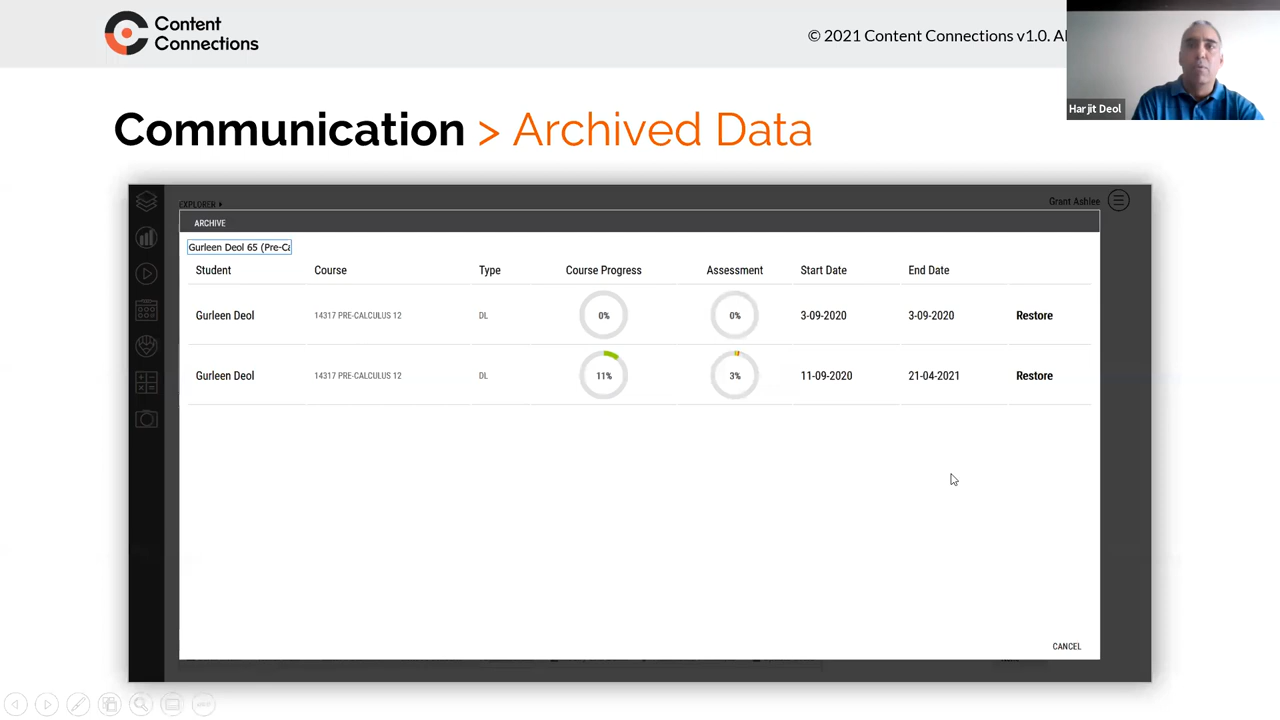 Content
Connections
© 2021 Content Connections v1.0. Al
Harjit Deol
Communication > Archived Data
EXPLORER
Grant Ashlee
ARCHIVE
Gurleen Deol 65 (Pre-Ca
Student Course Type Course Progress Assessment Start Date End Date
Gurleen Deol 14317 PRE-CALCULUS 12 DL 0% 0% 3-09-2020 3-09-2020 Restore
Gurleen Deol 14317 PRE-CALCULUS 12 DL 11% 3% 11-09-2020 21-04-2021 Restore
CANCEL